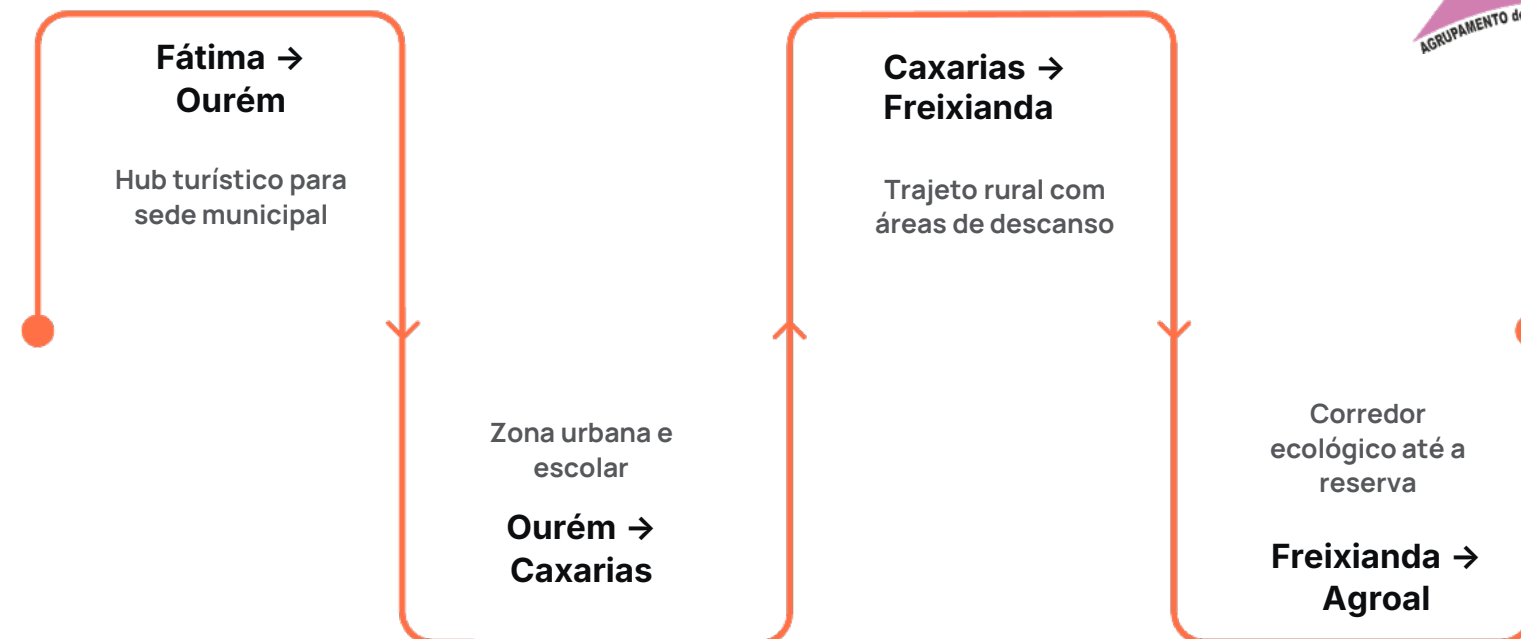 Fátima →
Ourém
Hub turístico para
sede municipal
Zona urbana e
escolar
Ourém →
Caxarias
Caxarias →
Freixianda
Trajeto rural com
áreas de descanso
Corredor
ecológico até a
reserva
Freixianda →
Agroal
AGRUPAMENTO de